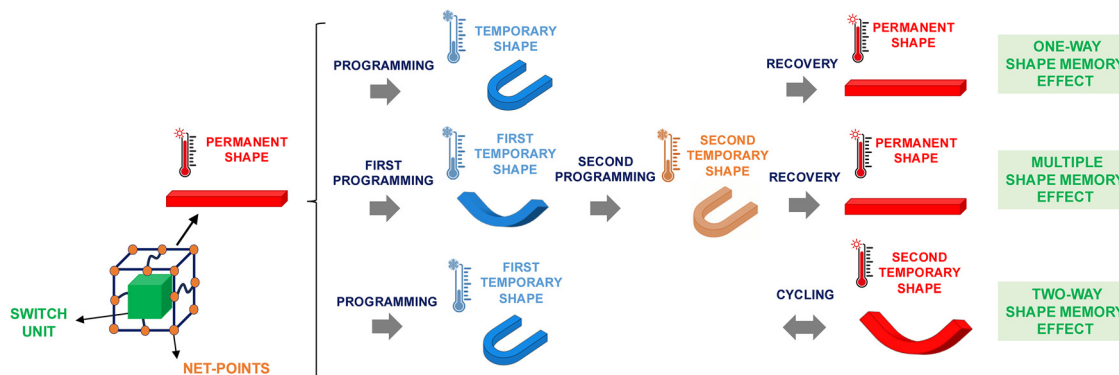 PERMANENT
SHAPE
SWITCH
UNIT
NET-POINTS
PROGRAMMING
TEMPORARY
SHAPE
RECOVERY
PERMANENT
SHAPE
ONE-WAY
SHAPE MEMORY
EFFECT
FIRST
PROGRAMMING
FIRST
TEMPORARY
SHAPE
SECOND
PROGRAMMING
SECOND
TEMPORARY
SHAPE
RECOVERY
PERMANENT
SHAPE
MULTIPLE
SHAPE MEMORY
EFFECT
PROGRAMMING
FIRST
TEMPORARY
SHAPE
CYCLING
SECOND
TEMPORARY
SHAPE
TWO-WAY
SHAPE MEMORY
EFFECT